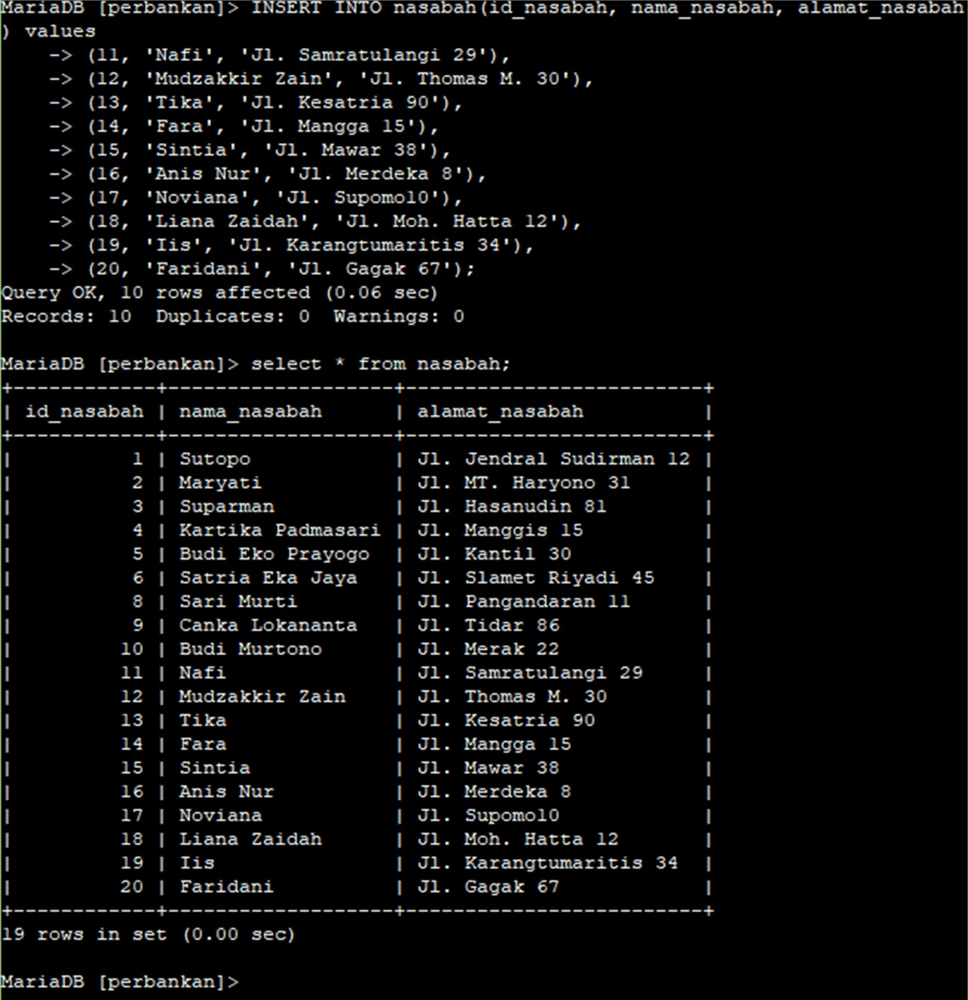 MariaDB [perbankan]> INSERT INTO nasabah(id_nasabah, nama_nasabah, alamat_nasabah
) values
    -> (11, 'Nafi', 'Jl. Samratulangi 29'),
    -> (12, 'Mudzakkir Zain', 'Jl. Thomas M. 30'),
    -> (13, 'Tika', 'Jl. Kesatria 90'),
    -> (14, 'Fara', 'Jl. Mangga 15'),
    -> (15, 'Sintia', 'Jl. Mawar 38'),
    -> (16, 'Anis Nur', 'Jl. Merdeka 8'),
    -> (17, 'Noviana', 'Jl. Supomo10'),
    -> (18, 'Liana Zaidah', 'Jl. Moh. Hatta 12'),
    -> (19, 'Iis', 'Jl. Karangtumaritis 34'),
    -> (20, 'Faridani', 'Jl. Gagak 67');
Query OK, 10 rows affected (0.06 sec)
Records: 10  Duplicates: 0  Warnings: 0

MariaDB [perbankan]> select * from nasabah;
+------------+-------------------+-------------------------+
| id_nasabah | nama_nasabah      | alamat_nasabah          |
+------------+-------------------+-------------------------+
|          1 | Sutopo            | Jl. Jendral Sudirman 12 |
|          2 | Maryati           | Jl. MT. Haryono 31      |
|          3 | Suparman          | Jl. Hasanudin 81        |
|          4 | Kartika Padmasari | Jl. Manggis 15          |
|          5 | Budi Eko Prayogo  | Jl. Kantil 30           |
|          6 | Satria Eka Jaya   | Jl. Slamet Riyadi 45    |
|          8 | Sari Murti        | Jl. Pangandaran 11      |
|          9 | Canka Lokananta   | Jl. Tidar 86            |
|         10 | Budi Murtono      | Jl. Merak 22            |
|         11 | Nafi              | Jl. Samratulangi 29     |
|         12 | Mudzakkir Zain    | Jl. Thomas M. 30        |
|         13 | Tika              | Jl. Kesatria 90         |
|         14 | Fara              | Jl. Mangga 15           |
|         15 | Sintia            | Jl. Mawar 38            |
|         16 | Anis Nur          | Jl. Merdeka 8           |
|         17 | Noviana           | Jl. Supomo10            |
|         18 | Liana Zaidah      | Jl. Moh. Hatta 12       |
|         19 | Iis               | Jl. Karangtumaritis 34  |
|         20 | Faridani          | Jl. Gagak 67            |
+------------+-------------------+-------------------------+
19 rows in set (0.00 sec)

MariaDB [perbankan]>